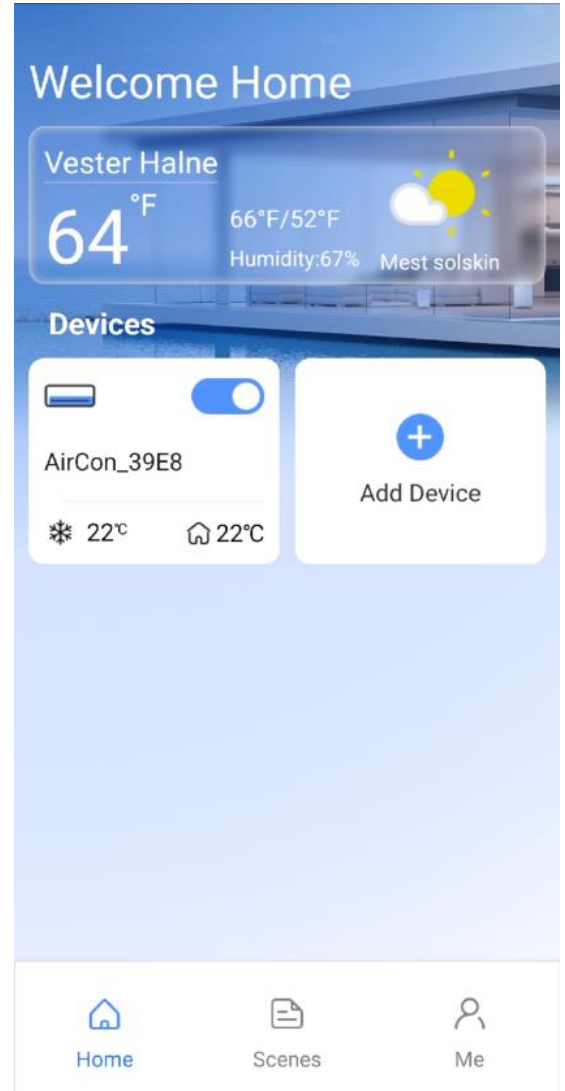 Welcome Home
Vester Halne
64°F
66°F/52°F
Humidity:67%
Mest solskin
Devices
AirCon_39E8
22℃
22℃
Add Device
Home
Scenes
Me